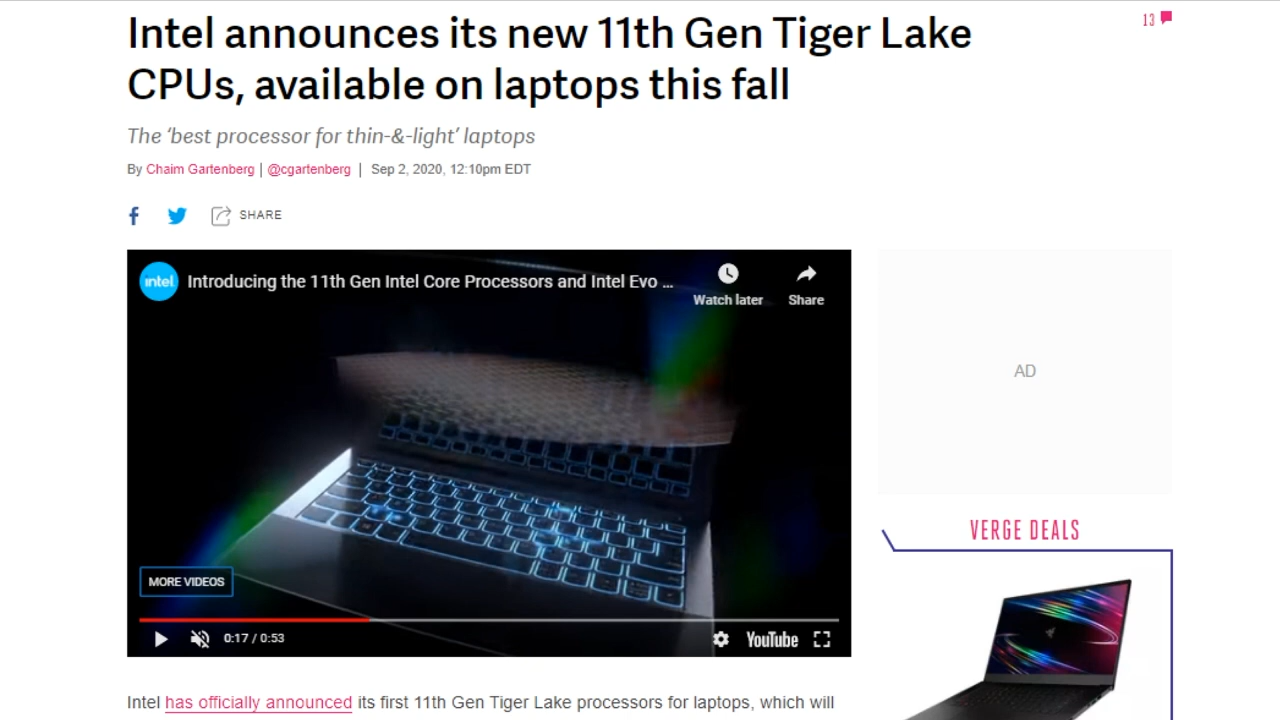 13
Intel announces its new 11th Gen Tiger Lake
CPUs, available on laptops this fall
The ‘best processor for thin-&-light’ laptops
By Chaim Gartenberg | @cgartenberg | Sep 2, 2020, 12:10pm EDT
SHARE
intel
Introducing the 11th Gen Intel Core Processors and Intel Evo ...
Watch later
Share
AD
MORE VIDEOS
0:17 / 0:53
YouTube
VERGE DEALS
Intel has officially announced its first 11th Gen Tiger Lake processors for laptops, which will